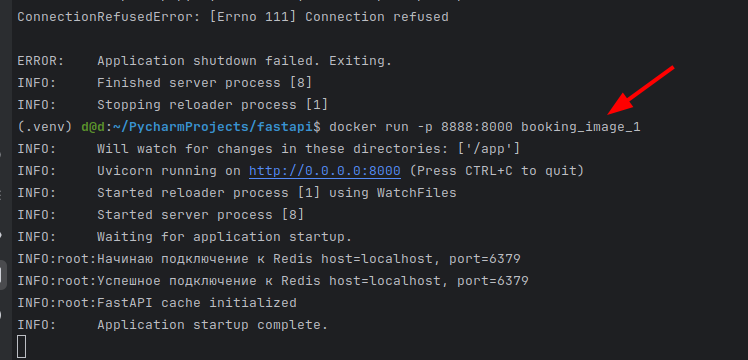 ConnectionRefusedError: [Errno 111] Connection refused
ERROR:    Application shutdown failed. Exiting.
INFO:     Finished server process [8]
INFO:     Stopping reloader process [1]
(.venv) d@d:~/PycharmProjects/fastapi$ docker run -p 8888:8000 booking_image_1
INFO:     Will watch for changes in these directories: ['/app']
INFO:     Uvicorn running on http://0.0.0.0:8000 (Press CTRL+C to quit)
INFO:     Started reloader process [1] using WatchFiles
INFO:     Started server process [8]
INFO:     Waiting for application startup.
INFO:root:Начинаю подключение к Redis host=localhost, port=6379
INFO:root:Успешное подключение к Redis host=localhost, port=6379
INFO:root:FastAPI cache initialized
INFO:     Application startup complete.